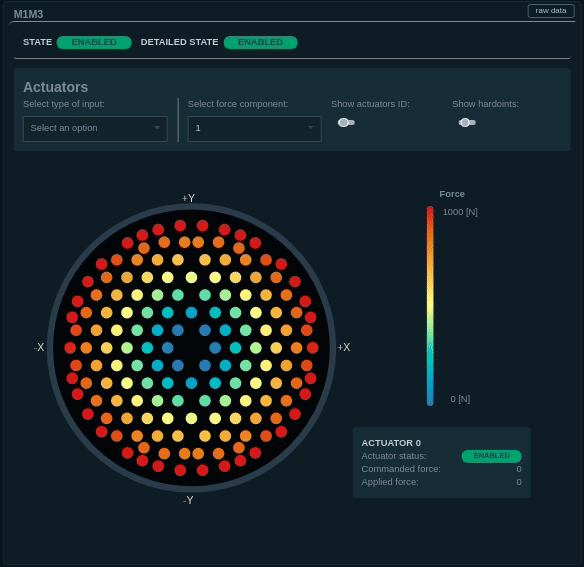 M1M3
raw data
STATE ENABLED DETAILED STATE ENABLED
Actuators
Select type of input: Select force component: Show actuators ID: Show hardoints:
Select an option 1
+Y
Force
1000 [N]
-X
+X
0 [N]
ACTUATOR 0
Actuator status: ENABLED
Commanded force: 0
Applied force: 0
-Y